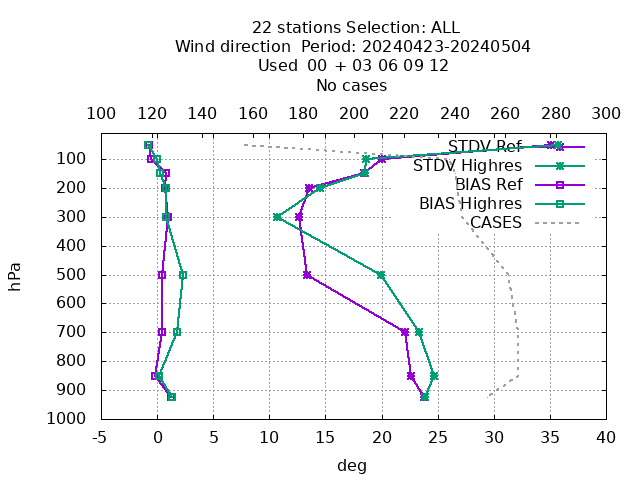 22 stations Selection: ALL
Wind direction  Period: 20240423-20240504
Used  00 + 03 06 09 12
No cases
100 120 140 160 180 200 220 240 260 280 300
STDV Ref
STDV Highres
BIAS Ref
BIAS Highres
CASES
100
200
300
400
500
600
700
800
900
1000
hPa
-5 0 5 10 15 20 25 30 35 40
deg